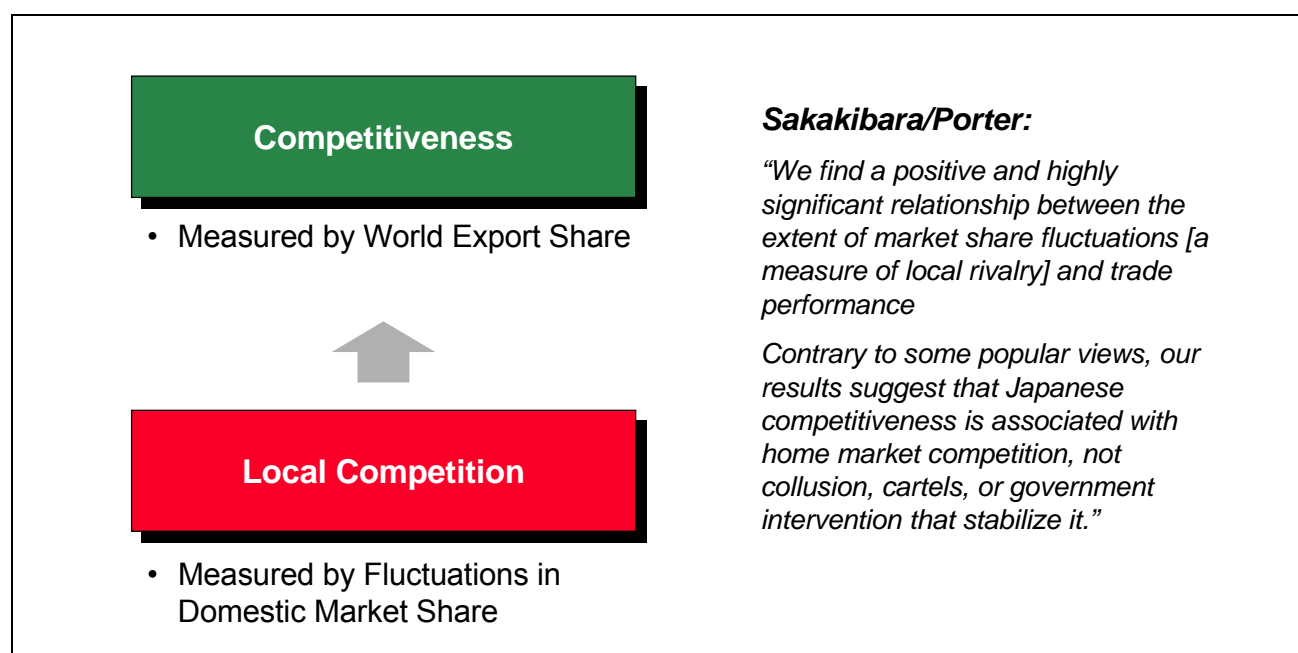 Competitiveness
• Measured by World Export Share
Local Competition
• Measured by Fluctuations in
Domestic Market Share
Sakakibara/Porter:
“We find a positive and highly
significant relationship between the
extent of market share fluctuations [a
measure of local rivalry] and trade
performance
Contrary to some popular views, our
results suggest that Japanese
competitiveness is associated with
home market competition, not
collusion, cartels, or government
intervention that stabilize it.”